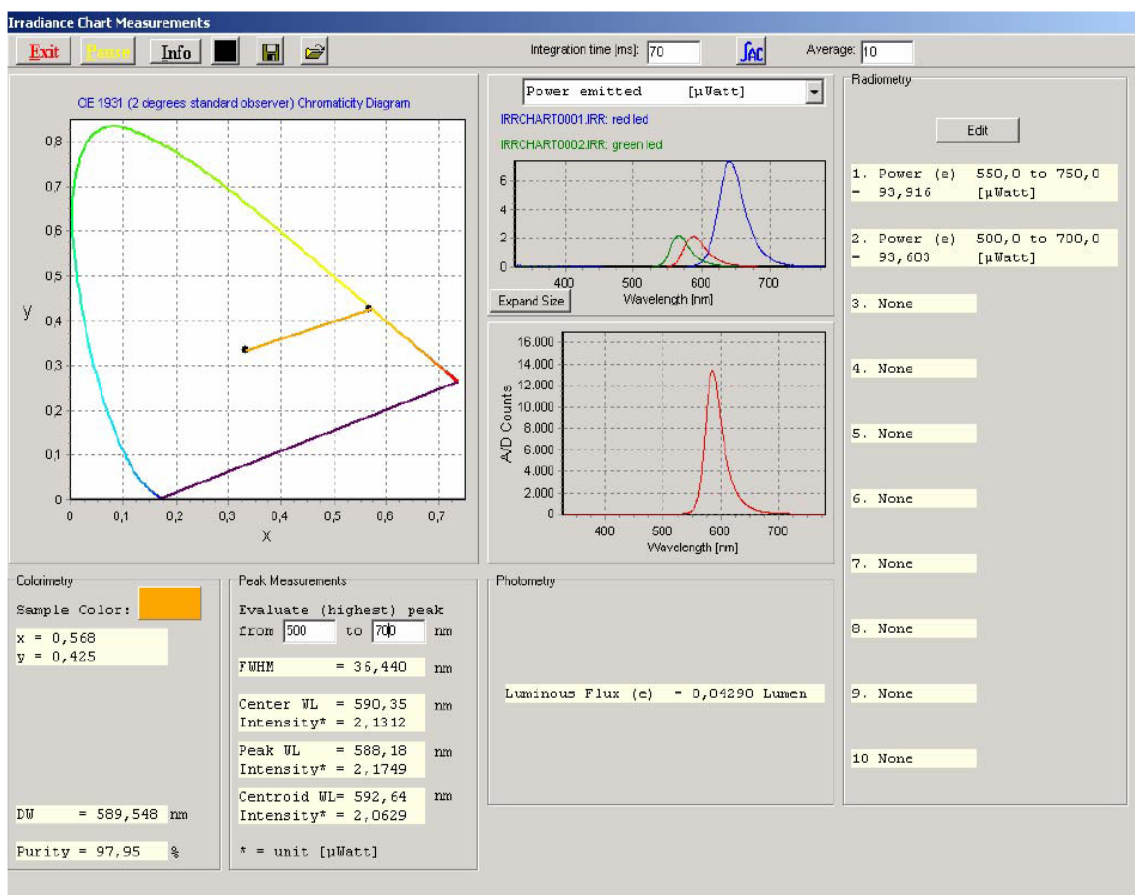 Irradiance Chart Measurements
Exit Pause Info Integration time [ms]: 70 ∫AC Average: 10
CIE 1931 (2 degrees standard observer) Chromaticity Diagram
0,8
0,7
0,6
0,5
0,4
0,3
0,2
0,1
0
y
0 0,1 0,2 0,3 0,4 0,5 0,6 0,7
x
Power emitted [µWatt]
IRRCHART0001.IRR: red led
IRRCHART0002.IRR: green led
6
4
2
0
400 500 600 700
Expand Size Wavelength [nm]
16.000
14.000
12.000
10.000
8.000
6.000
4.000
2.000
0
A/D Counts
400 500 600 700
Wavelength [nm]
Radiometry
Edit
1. Power (e) 550,0 to 750,0
= 93,916 [µWatt]
2. Power (e) 500,0 to 700,0
= 93,603 [µWatt]
3. None
4. None
5. None
6. None
7. None
8. None
9. None
10 None
Colorimetry
Sample Color:
x = 0,568
y = 0,425
DW = 589,548 nm
Purity = 97,95 %
Peak Measurements
Evaluate (highest) peak
from 500 to 700 nm
FWHM = 36,440 nm
Center WL = 590,35 nm
Intensity* = 2,1312
Peak WL = 588,18 nm
Intensity* = 2,1749
Centroid WL= 592,64 nm
Intensity* = 2,0629
* = unit [µWatt]
Photometry
Luminous Flux (e) = 0,04290 Lumen